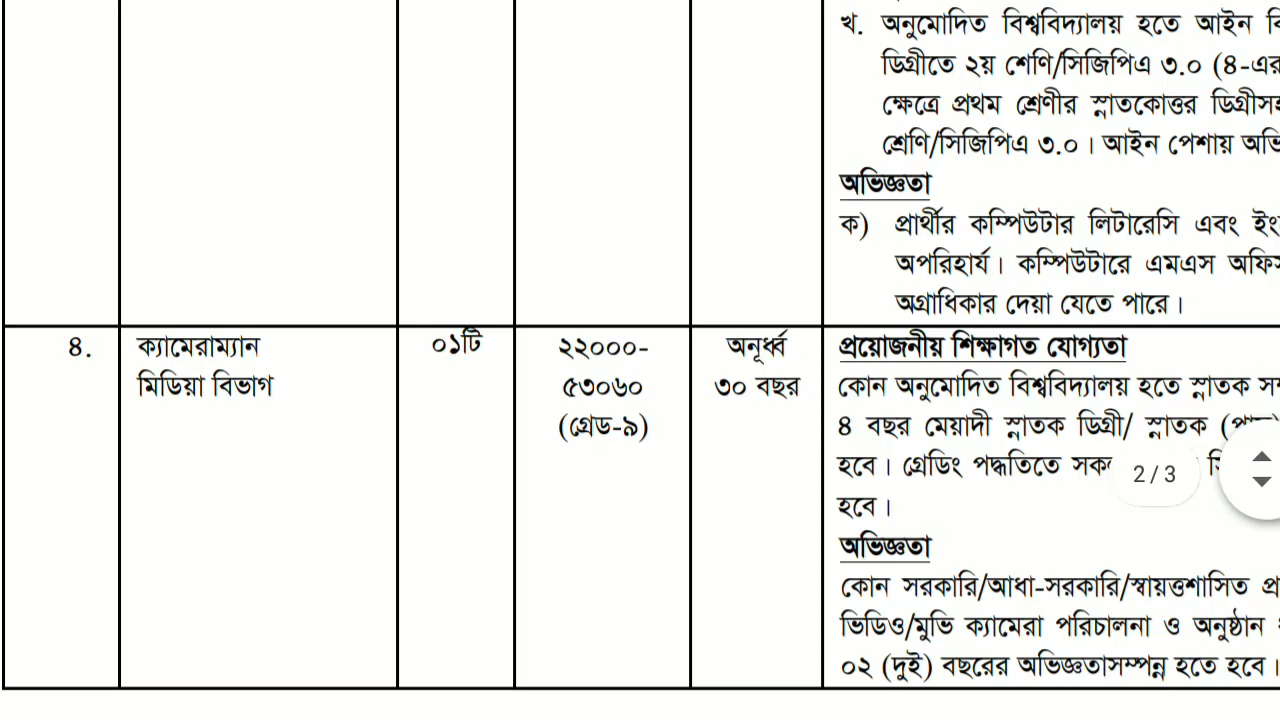 খ. অনুমোদিত বিশ্ববিদ্যালয় হতে আইন
ডিগ্রীতে ২য় শেণি/সিজিপিএ ৩.০ (৪-এর
ক্ষেত্রে প্রথম শ্রেণীর স্নাতকোত্তর
শ্রেণি/সিজিপিএ ৩.০। আইন পেশায়
অভিজ্ঞতা
ক) প্রার্থীর কম্পিউটার লিটারেসি এবং
অপরিহার্য। কম্পিউটারে এমএস অফিস
অগ্রাধিকার দেয়া যেতে পারে।
৪. ক্যামেরাম্যান ০১টি ২২০০০- অনূর্ধ্ব প্রয়োজনীয় শিক্ষাগত যোগ্যতা
মিডিয়া বিভাগ ৫৩০৬০ ৩০ বছর কোন অনুমোদিত বিশ্ববিদ্যালয় হতে স্নাতক
(গ্রেড-৯) ৪ বছর মেয়াদী স্নাতক ডিগ্রী/ স্নাতক
হবে। গ্রেডিং পদ্ধতিতে
2 / 3
হবে।
অভিজ্ঞতা
কোন সরকারি/আধা-সরকারি/স্বায়ত্তশাসিত
ভিডিও/মুভি ক্যামেরা পরিচালনা ও অনুষ্ঠান
০২ (দুই) বছরের অভিজ্ঞতাসম্পন্ন হতে হবে।